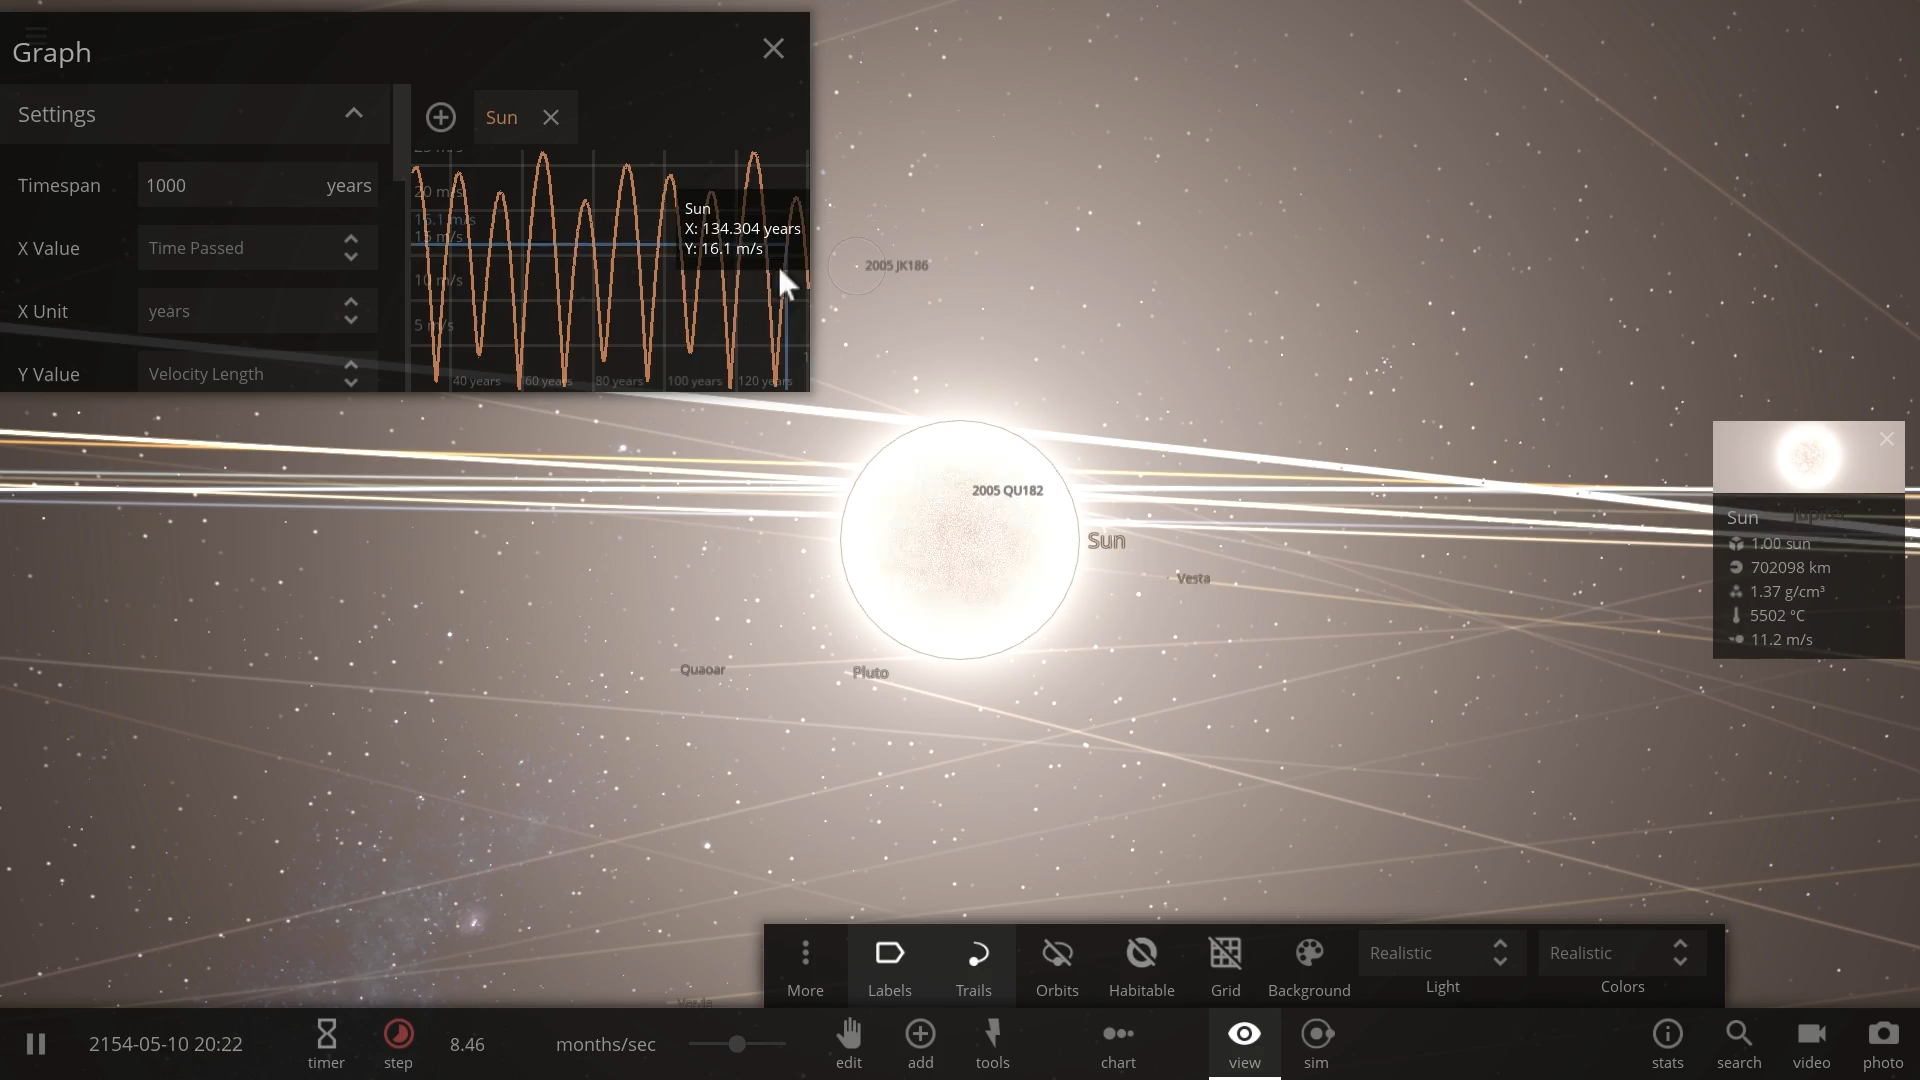 Graph
Settings
Timespan 1000 years
X Value Time Passed
X Unit years
Y Value Velocity Length
Sun
20 m/s
16.1 m/s
15 m/s
10 m/s
5 m/s
40 years 60 years 80 years 100 years 120 years
Sun
X: 134.304 years
Y: 16.1 m/s
2005 JK186
2005 QU182
Sun
Vesta
Quaoar
Pluto
Sun
Jupiter
1.00 sun
702098 km
1.37 g/cm³
5502 °C
11.2 m/s
Realistic Realistic
More Labels Trails Orbits Habitable Grid Background Light Colors
2154-05-10 20:22 timer step 8.46 months/sec edit add tools chart view sim stats search video photo